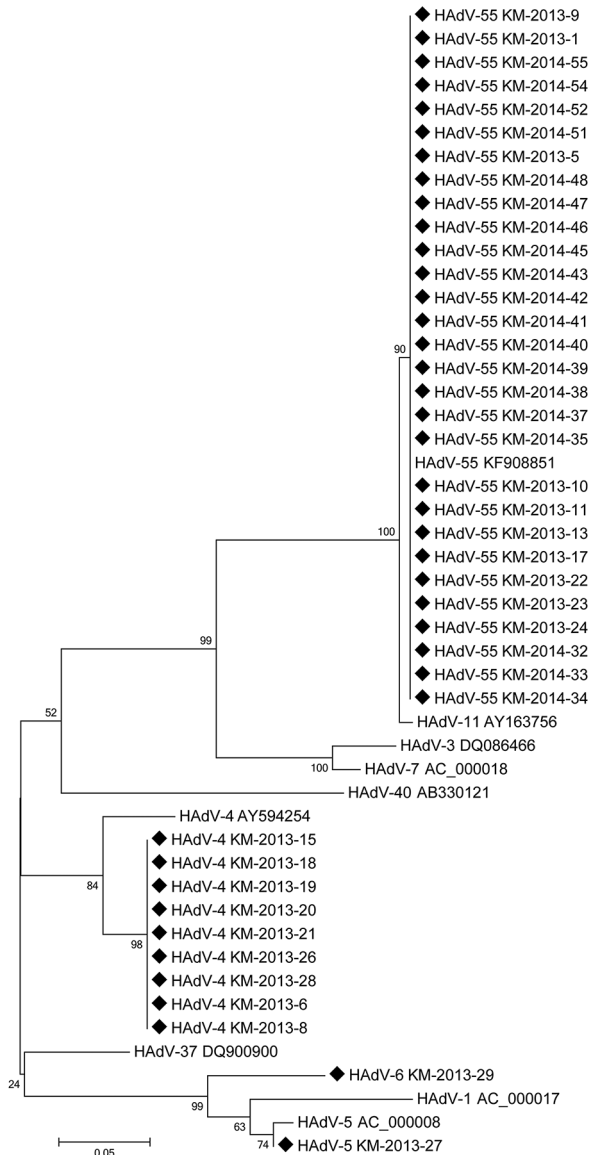 HAdV-55 KM-2013-9
HAdV-55 KM-2013-1
HAdV-55 KM-2014-55
HAdV-55 KM-2014-54
HAdV-55 KM-2014-52
HAdV-55 KM-2014-51
HAdV-55 KM-2013-5
HAdV-55 KM-2014-48
HAdV-55 KM-2014-47
HAdV-55 KM-2014-46
HAdV-55 KM-2014-45
HAdV-55 KM-2014-43
HAdV-55 KM-2014-42
HAdV-55 KM-2014-41
HAdV-55 KM-2014-40
90
HAdV-55 KM-2014-39
HAdV-55 KM-2014-38
HAdV-55 KM-2014-37
HAdV-55 KM-2014-35
HAdV-55 KF908851
HAdV-55 KM-2013-10
HAdV-55 KM-2013-11
HAdV-55 KM-2013-13
100
HAdV-55 KM-2013-17
HAdV-55 KM-2013-22
HAdV-55 KM-2013-23
HAdV-55 KM-2013-24
99
HAdV-55 KM-2014-32
HAdV-55 KM-2014-33
HAdV-55 KM-2014-34
52
HAdV-11 AY163756
HAdV-3 DQ086466
100
HAdV-7 AC_000018
HAdV-40 AB330121
HAdV-4 AY594254
HAdV-4 KM-2013-15
HAdV-4 KM-2013-18
84
HAdV-4 KM-2013-19
HAdV-4 KM-2013-20
HAdV-4 KM-2013-21
98
HAdV-4 KM-2013-26
HAdV-4 KM-2013-28
HAdV-4 KM-2013-6
HAdV-4 KM-2013-8
HAdV-37 DQ900900
24
HAdV-6 KM-2013-29
99
HAdV-1 AC_000017
63
HAdV-5 AC_000008
74
HAdV-5 KM-2013-27
0.05